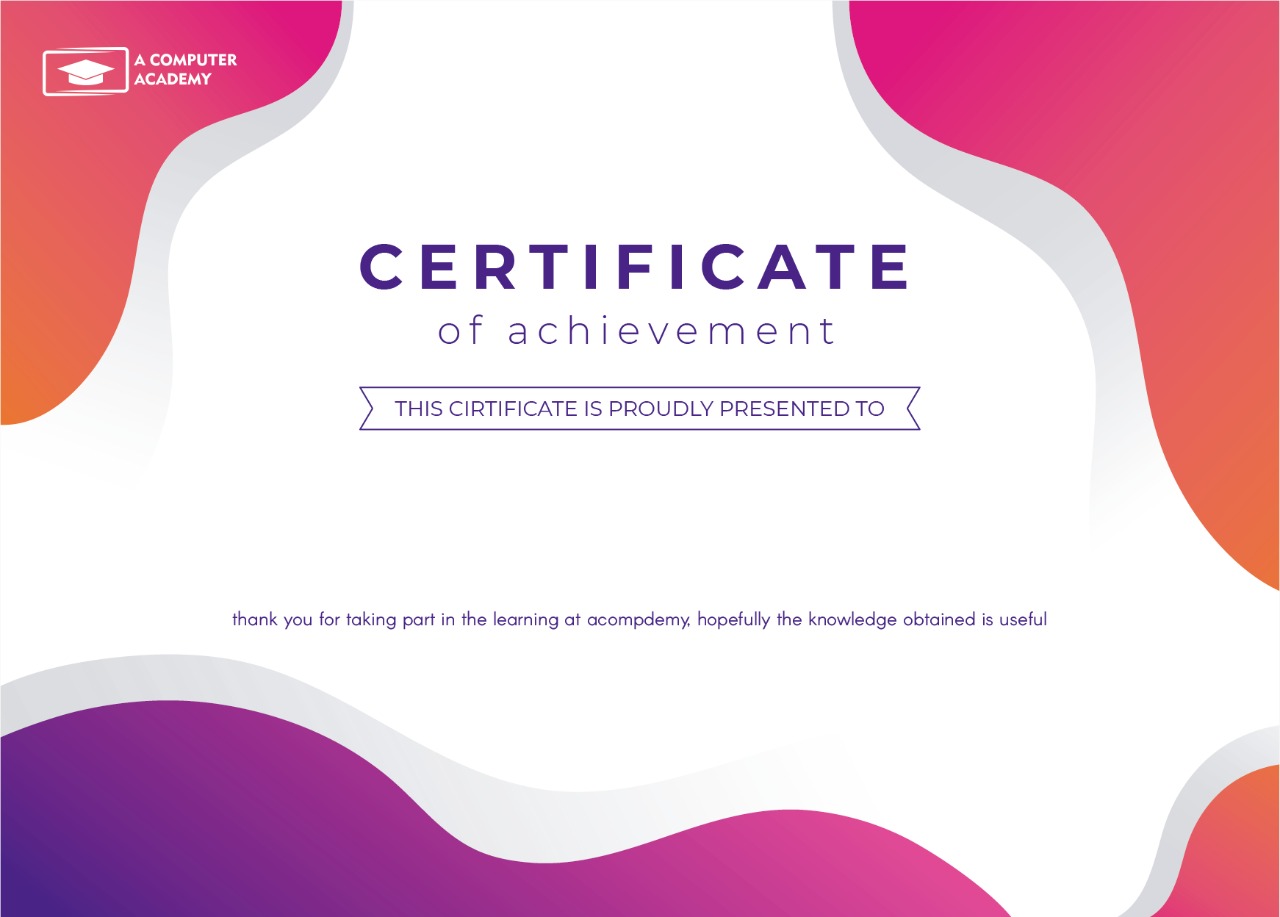 A COMPUTER
ACADEMY
CERTIFICATE
of achievement
THIS CIRTIFICATE IS PROUDLY PRESENTED TO
thank you for taking part in the learning at acompdemy, hopefully the knowledge obtained is useful